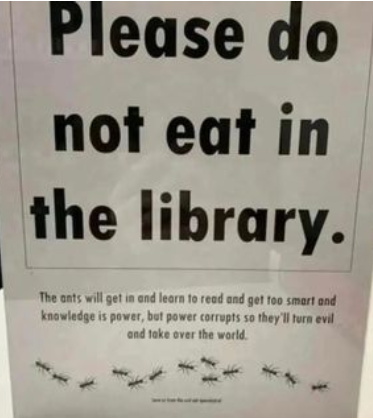 Please do
not eat in
the library.
The ants will get in and learn to read and get too smart and
knowledge is power, but power corrupts so they'll turn evil
and take over the world.